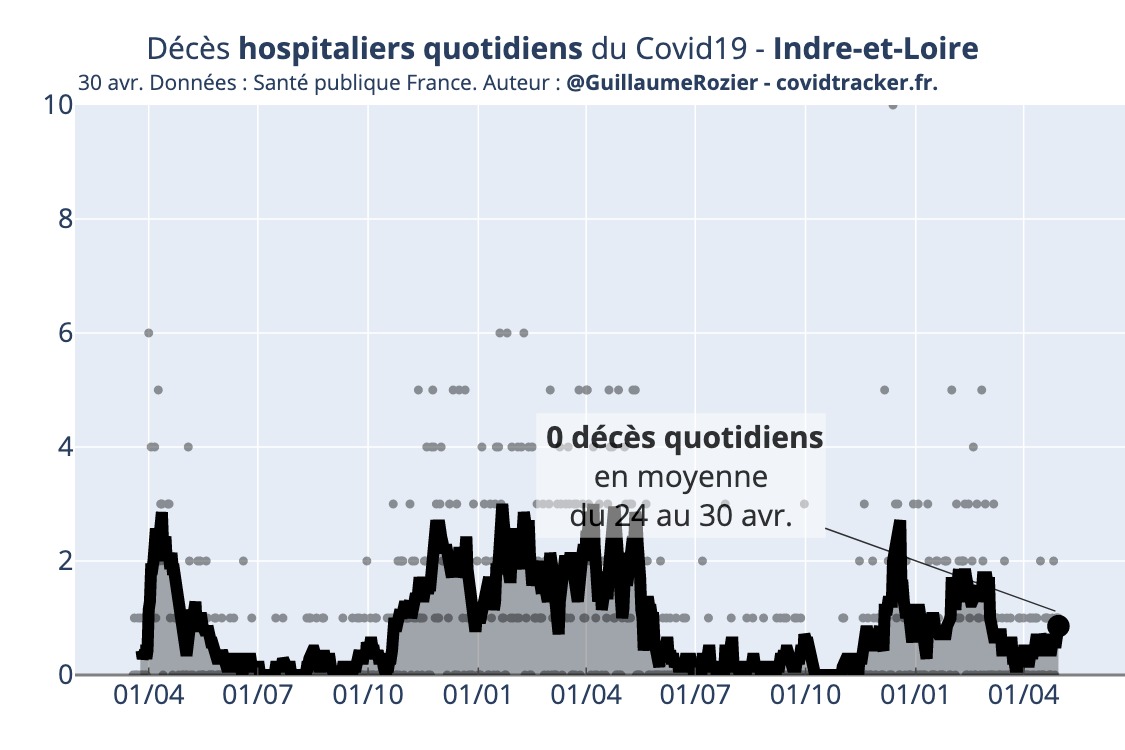 Décès hospitaliers quotidiens du Covid19 - Indre-et-Loire
30 avr. Données : Santé publique France. Auteur : @GuillaumeRozier - covidtracker.fr.
10
8
6
4
2
0
0 décès quotidiens
en moyenne
du 24 au 30 avr.
01/04 01/07 01/10 01/01 01/04 01/07 01/10 01/01 01/04